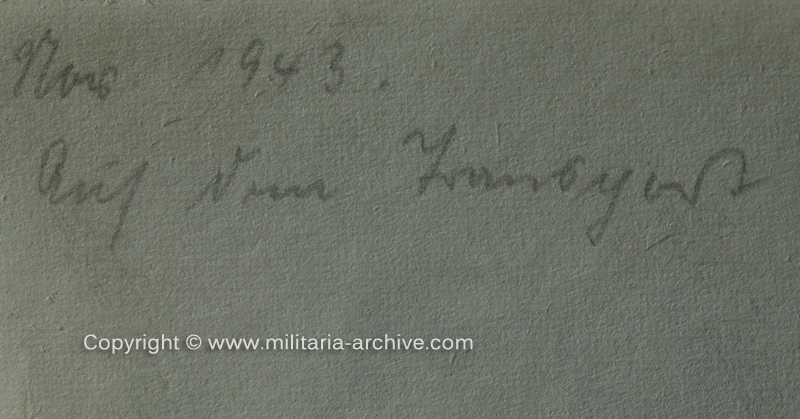 Nov 1943.
Auf dem Transport
Copyright © www.militaria-archive.com